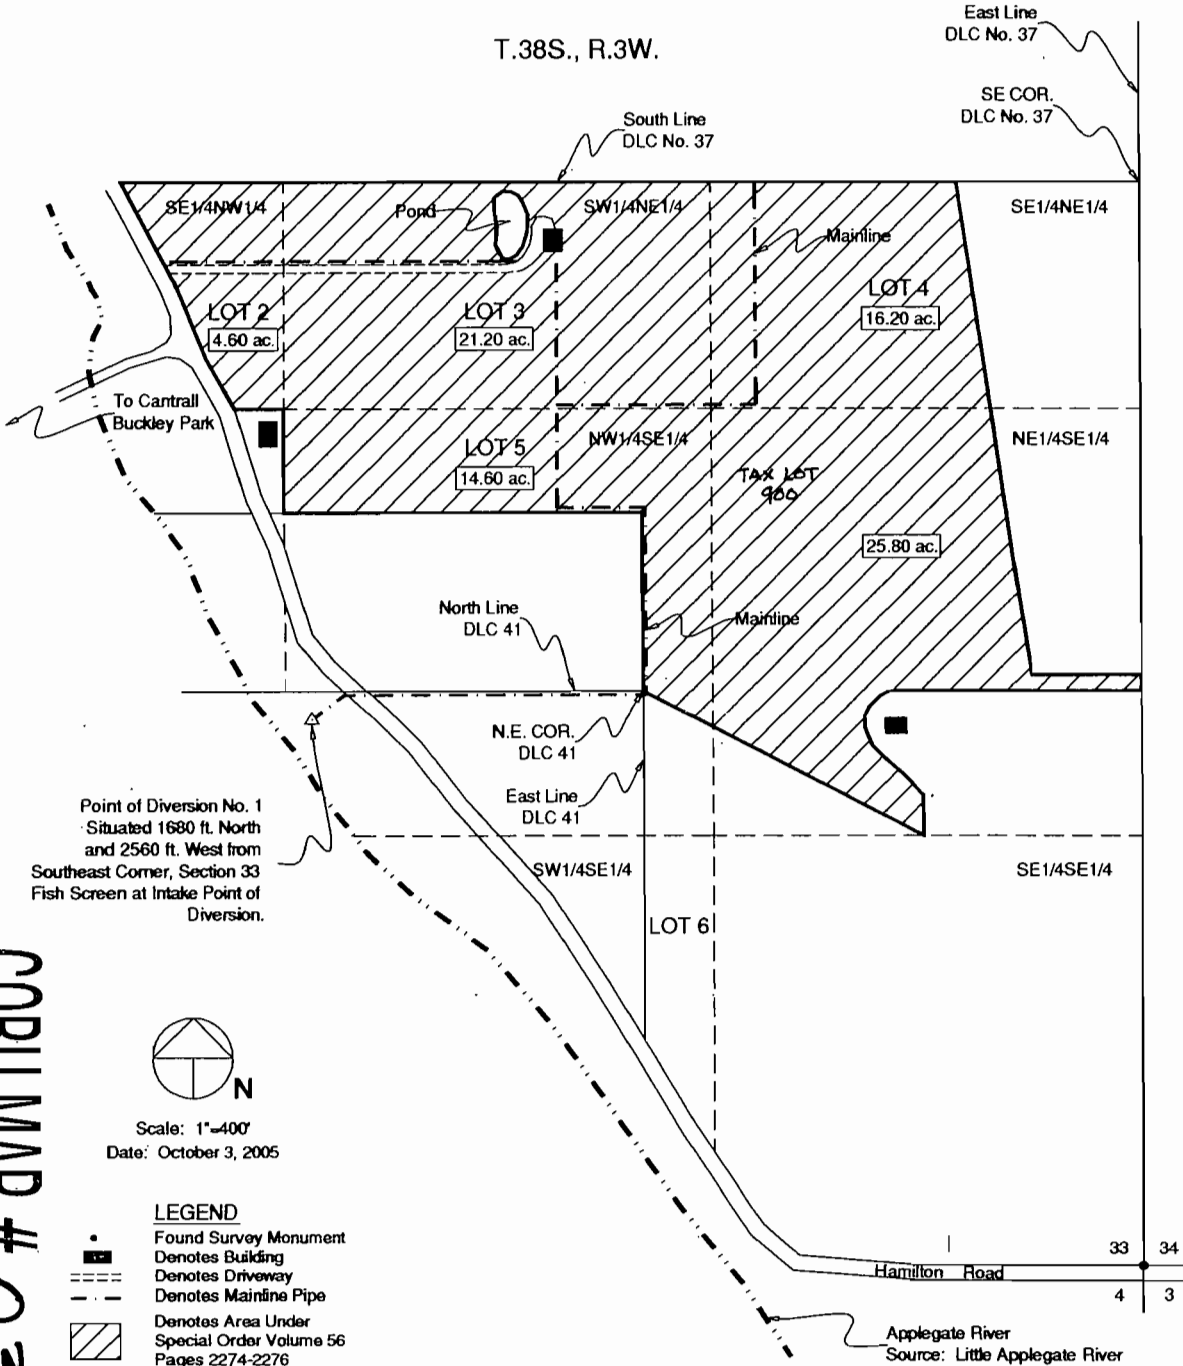 T.38S., R.3W.
East Line
DLC No. 37
SE COR.
DLC No. 37
South Line
DLC No. 37
SE1/4NW1/4
Pond
SW1/4NE1/4
SE1/4NE1/4
Mainline
LOT 2
4.60 ac.
LOT 3
21.20 ac.
LOT 4
16.20 ac.
To Cantrall
Buckley Park
LOT 5
14.60 ac.
NW1/4SE1/4
NE1/4SE1/4
TAX LOT
900
25.80 ac.
North Line
DLC 41
Mainline
N.E. COR.
DLC 41
East Line
DLC 41
Point of Diversion No. 1
Situated 1680 ft. North
and 2560 ft. West from
Southeast Corner, Section 33
Fish Screen at Intake Point of
Diversion.
SW1/4SE1/4
SE1/4SE1/4
LOT 6
N
Scale: 1"=400'
Date: October 3, 2005
LEGEND
Found Survey Monument
Denotes Building
Denotes Driveway
Denotes Mainline Pipe
Denotes Area Under
Special Order Volume 56
Pages 2274-2276
33 34
Hamilton Road
4 3
Applegate River
Source: Little Applegate River
MAP #